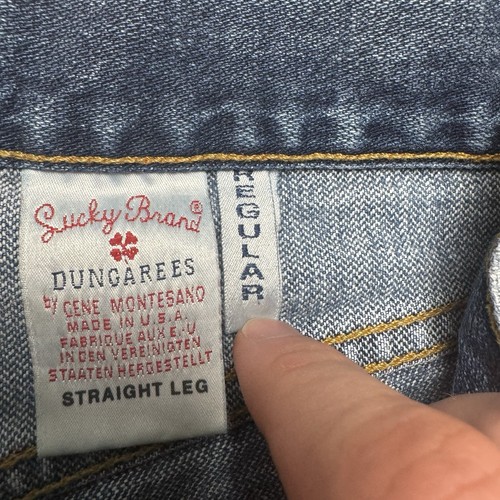 Lucky Brand®
DUNGAREES
by GENE MONTESANO
MADE IN U.S.A.
FABRIQUE AUX E.U
IN DEN VEREINIGTEN
STAATEN HERGESTELLT
STRAIGHT LEG
REGULAR